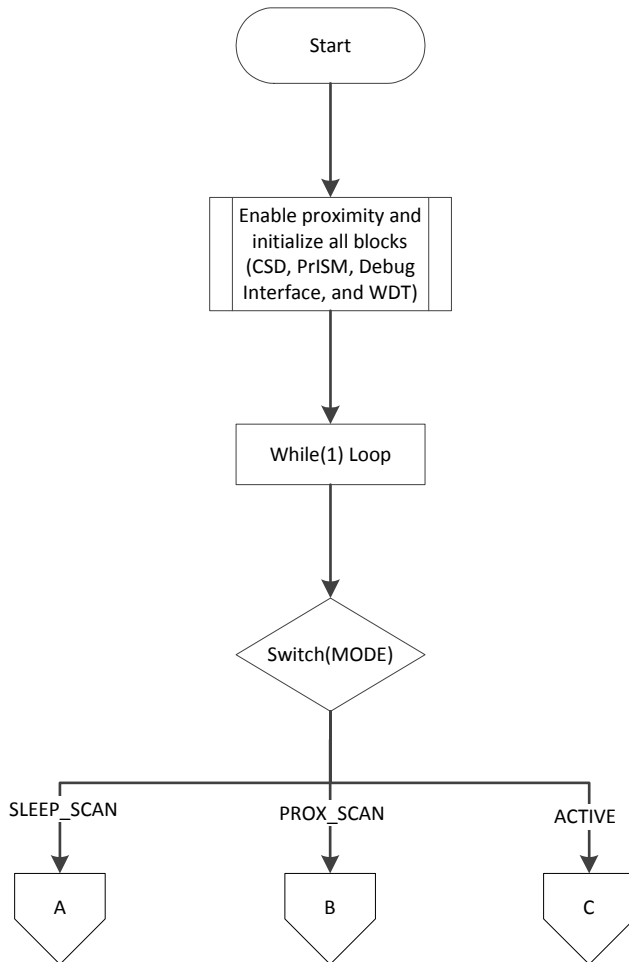 Start
Enable proximity and
initialize all blocks
(CSD, PrISM, Debug
Interface, and WDT)
While(1) Loop
Switch(MODE)
SLEEP_SCAN
PROX_SCAN
ACTIVE
A
B
C